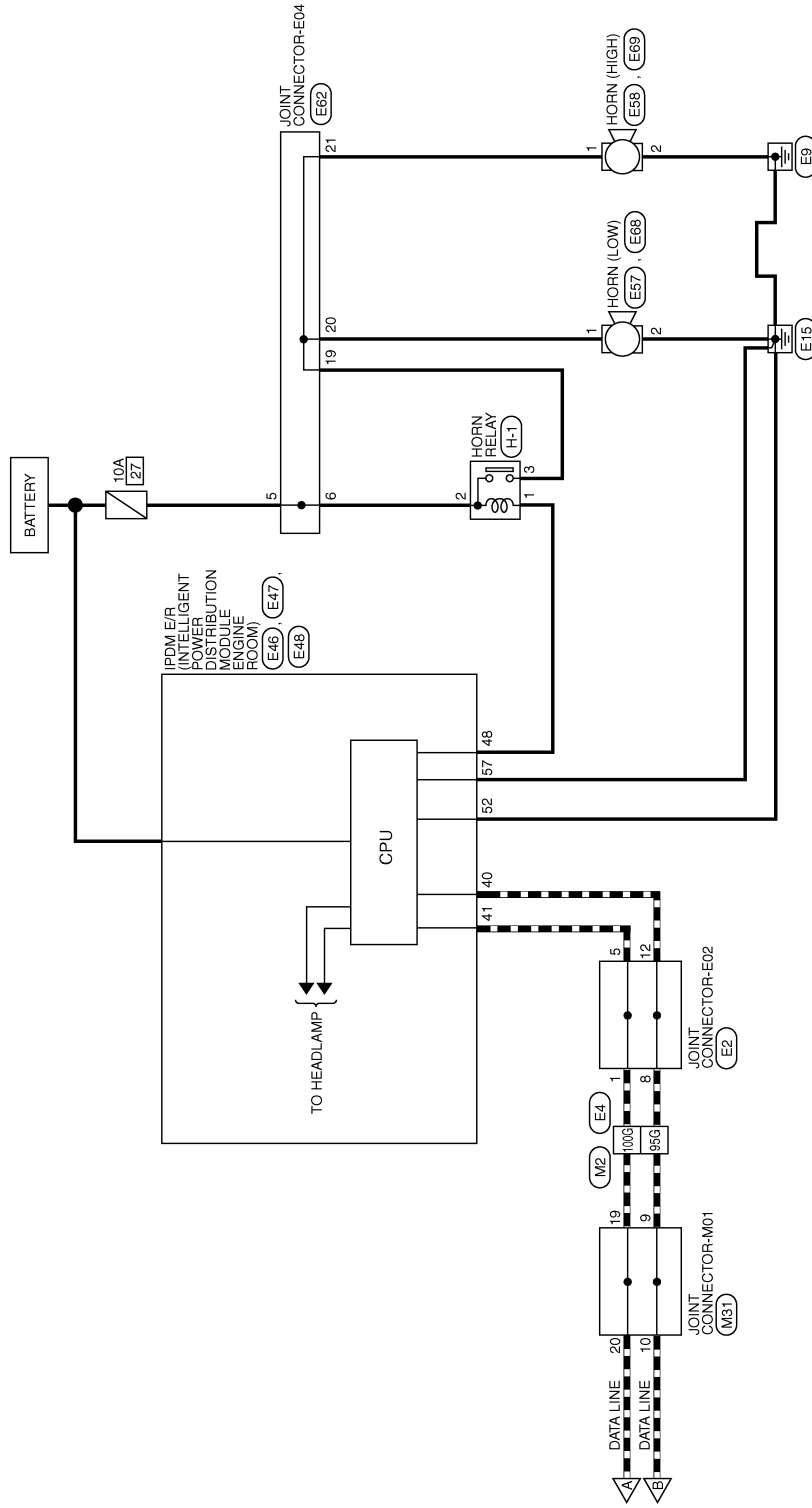 BATTERY
10A
27
JOINT
CONNECTOR-E04
E62
5
6
19
20
21
IPDM E/R
(INTELLIGENT
POWER
DISTRIBUTION
MODULE
ENGINE
ROOM)
E46 , E47 ,
E48
CPU
TO HEADLAMP
41
40
52
57
48
HORN
RELAY
H-1
2
1
3
HORN (LOW)
E57 , E68
1
2
HORN (HIGH)
E58 , E69
1
2
E15
E9
A
DATA LINE
B
DATA LINE
20
10
JOINT
CONNECTOR-M01
M31
19
9
M2
E4
100G
95G
1
8
JOINT
CONNECTOR-E02
E2
5
12